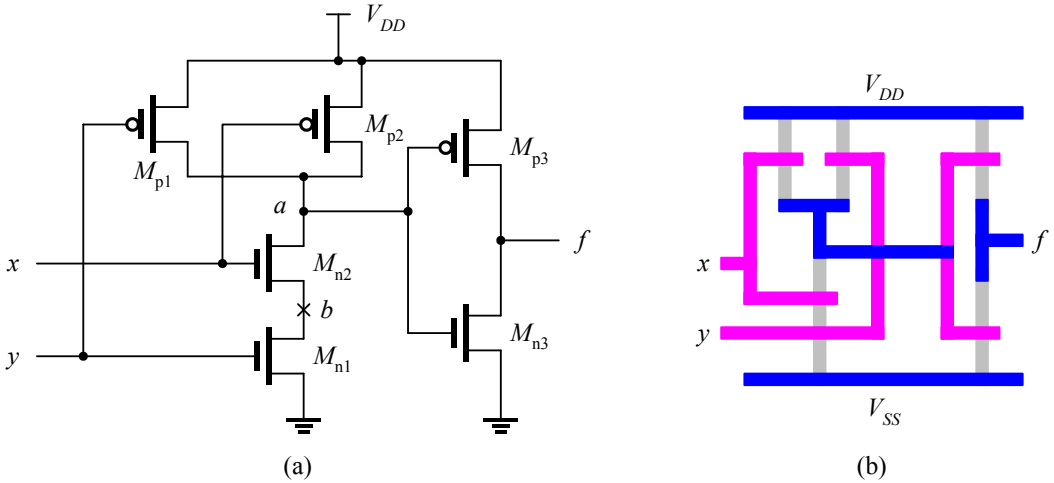 V_DD
M_p1
M_p2
M_p3
a
x
M_n2
f
b
y
M_n1
M_n3
(a)
V_DD
x
y
f
V_SS
(b)